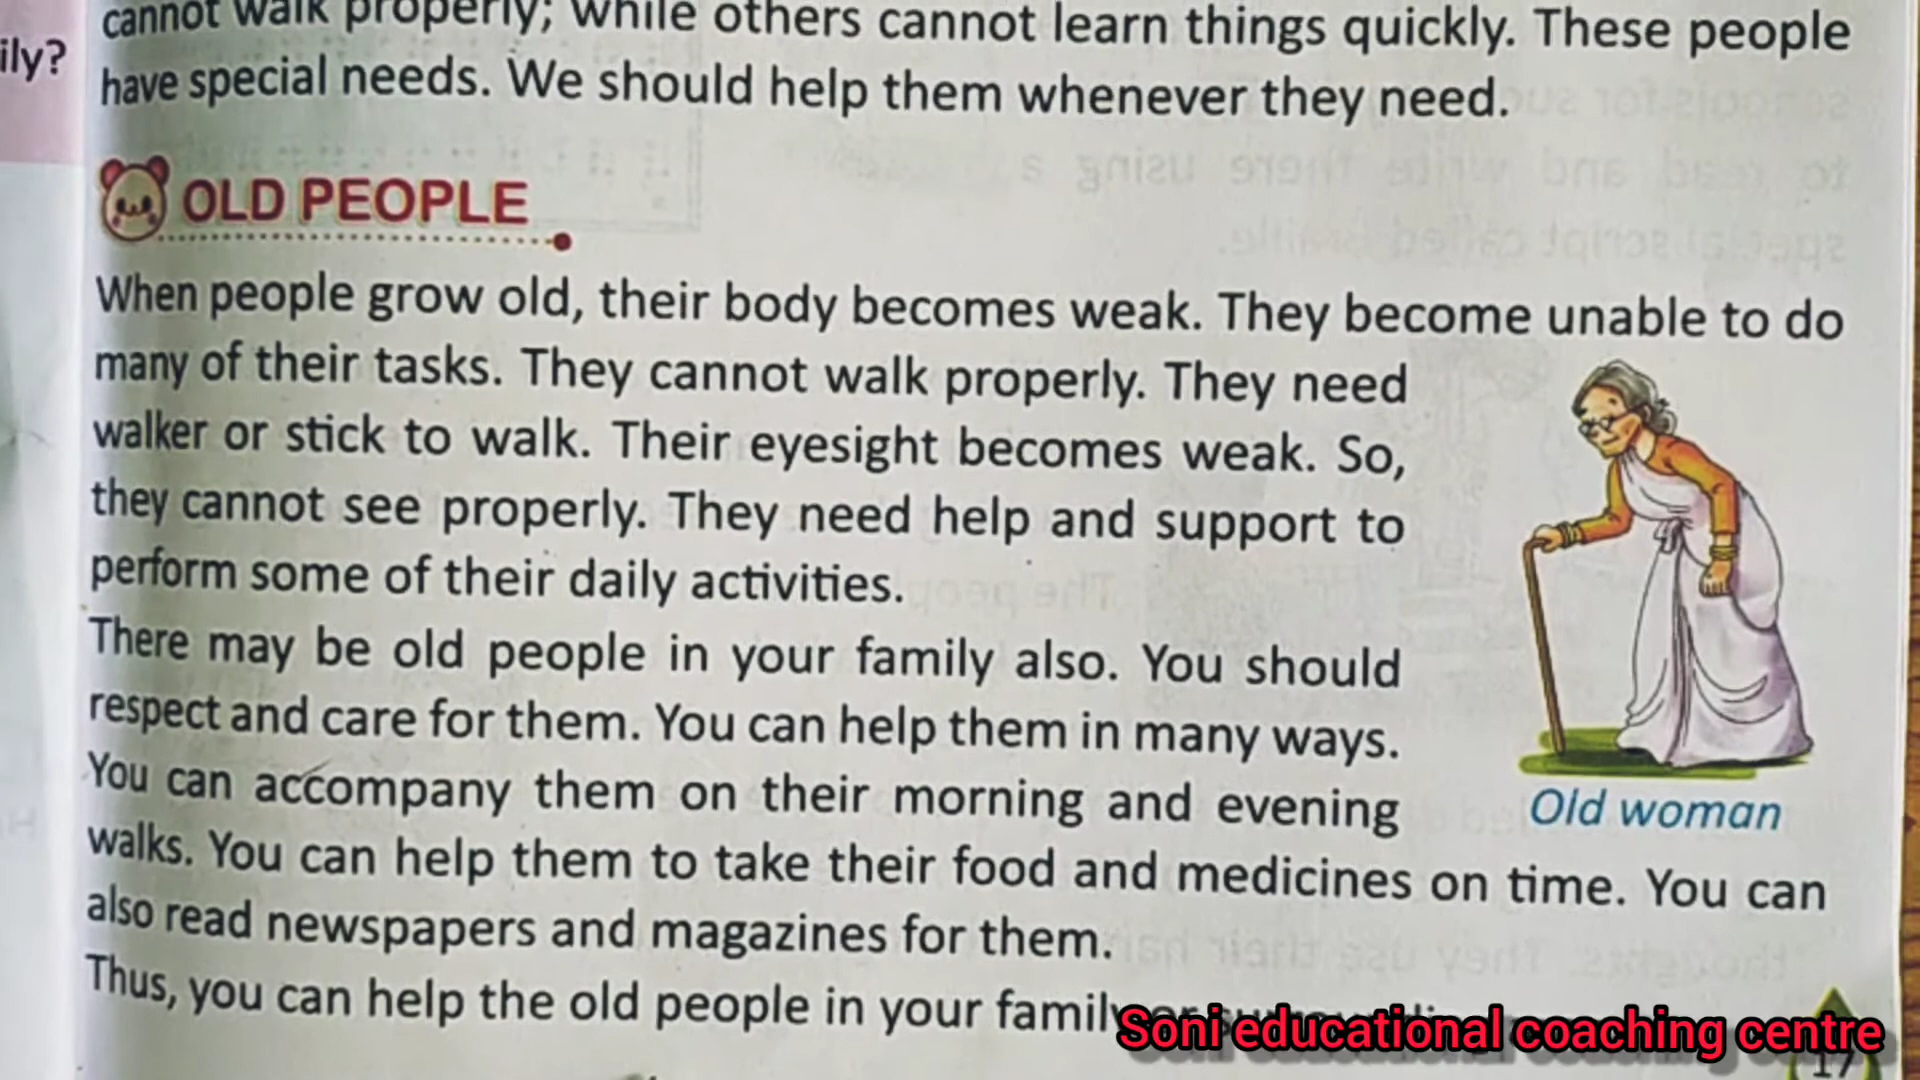 cannot walk properly; while others cannot learn things quickly. These people
ily?
have special needs. We should help them whenever they need.
OLD PEOPLE
When people grow old, their body becomes weak. They become unable to do
many of their tasks. They cannot walk properly. They need
walker or stick to walk. Their eyesight becomes weak. So,
they cannot see properly. They need help and support to
perform some of their daily activities.
There may be old people in your family also. You should
respect and care for them. You can help them in many ways.
You can accompany them on their morning and evening
Old woman
walks. You can help them to take their food and medicines on time. You can
also read newspapers and magazines for them.
Thus, you can help the old people in your family or
Soni educational coaching centre
17